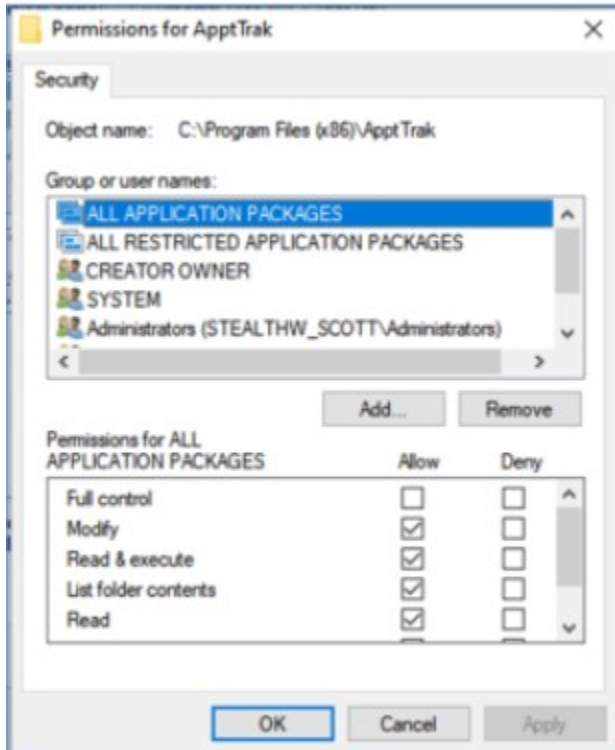 Permissions for ApptTrak
Security
Object name: C:\Program Files (x86)\ApptTrak
Group or user names:
ALL APPLICATION PACKAGES
ALL RESTRICTED APPLICATION PACKAGES
CREATOR OWNER
SYSTEM
Administrators (STEALTHW_SCOTT\Administrators)
Add... Remove
Permissions for ALL
APPLICATION PACKAGES Allow Deny
Full control
Modify
Read & execute
List folder contents
Read
OK Cancel Apply